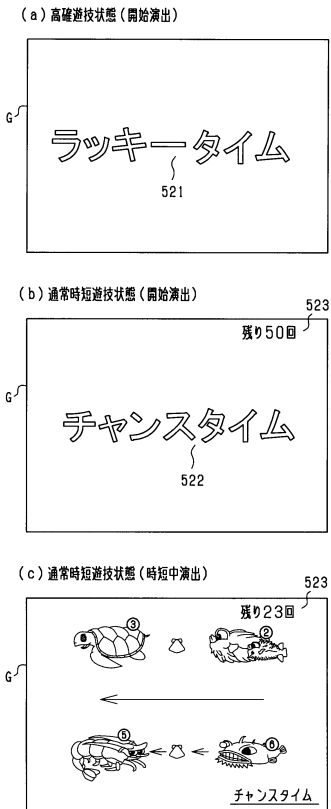 (a)高確遊技状態(開始演出)
G
ラッキータイム
521
(b)通常時短遊技状態(開始演出)
523
残り50回
G
チャンスタイム
522
(c)通常時短遊技状態(時短中演出)
523
残り23回
③ ②
G
⑤ ⑥
チャンスタイム